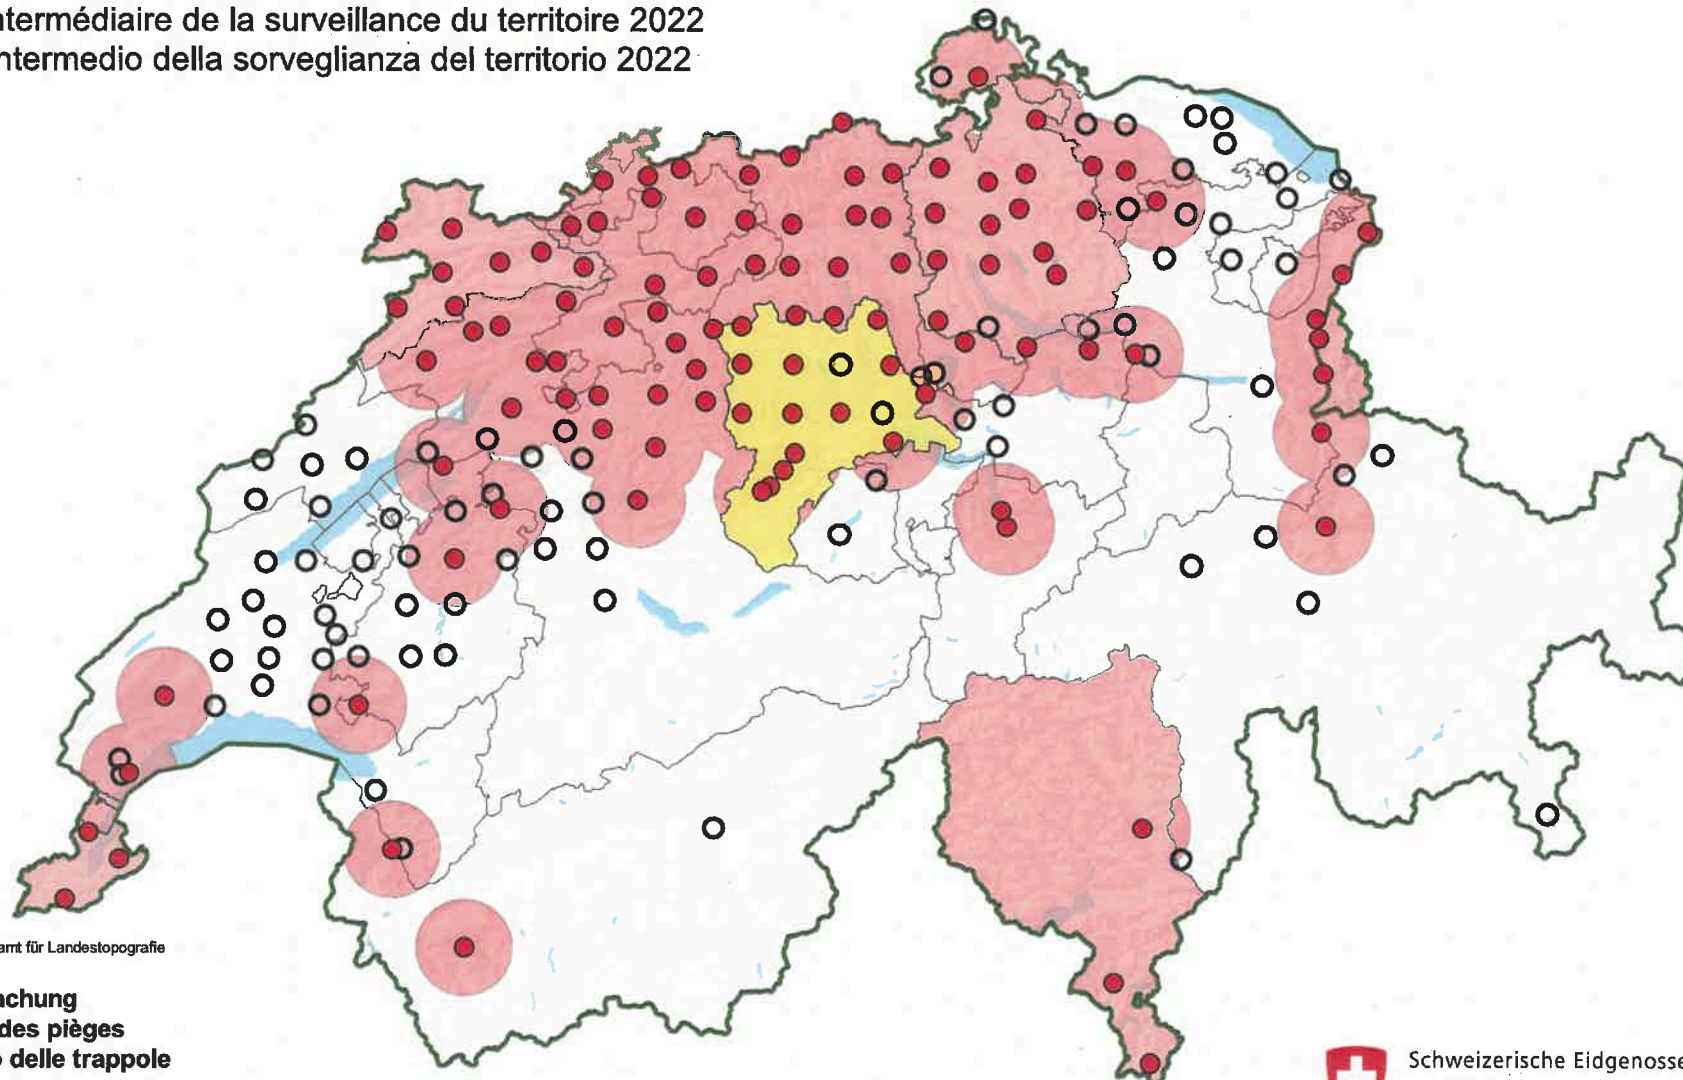 ntermédiaire de la surveillance du territoire 2022
ntermedio della sorveglianza del territorio 2022
amt für Landestopografie
achung
des pièges
delle trappole
Schweizerische Eidgenosse